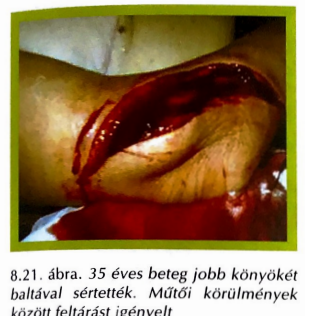 8.21. ábra. 35 éves beteg jobb könyökét
baltával sértették. Műtői körülmények
között feltárást igényelt